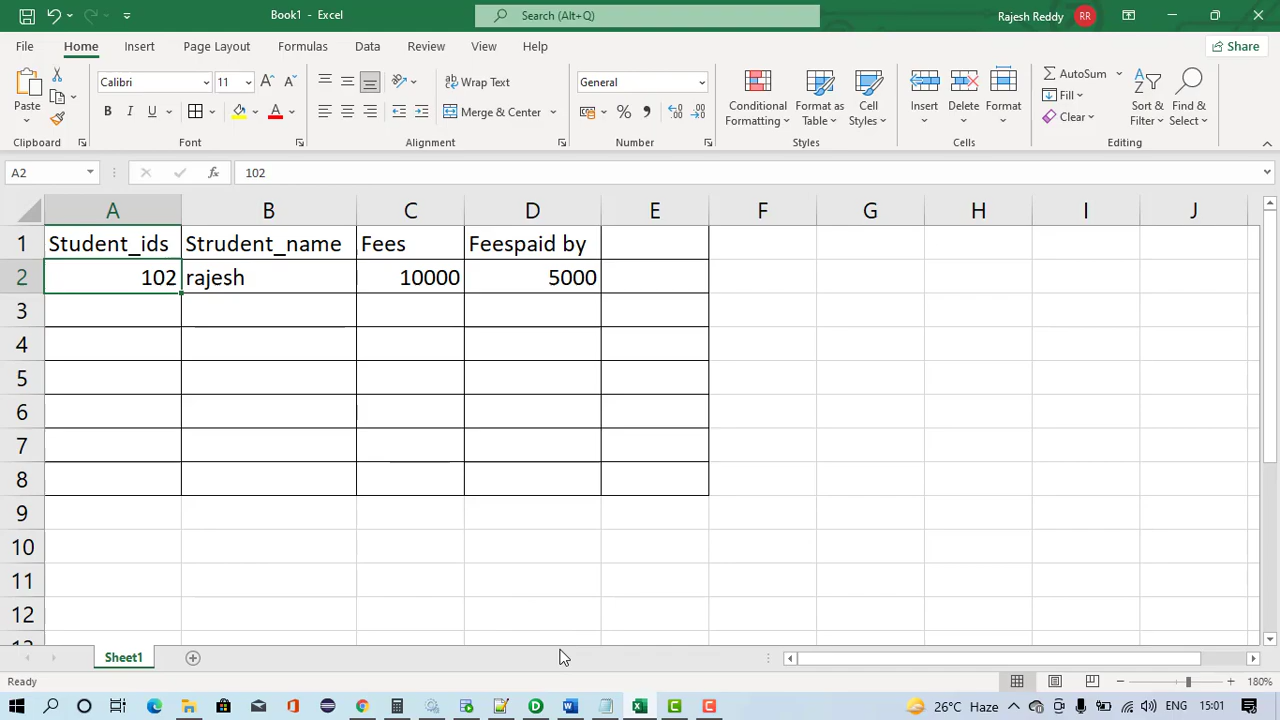 Book1 - Excel
Search (Alt+Q)
Rajesh Reddy
RR
File Home Insert Page Layout Formulas Data Review View Help
Share
Paste
Calibri 11 A A
B I U A
Wrap Text
Merge & Center
General
% ,
Conditional Formatting
Format as Table
Cell Styles
Insert Delete Format
AutoSum
Fill
Clear
Sort & Filter
Find & Select
Clipboard Font Alignment Number Styles Cells Editing
A2 fx 102
A B C D E F G H I J
1 Student_ids Strudent_name Fees Feespaid by
2 102 rajesh 10000 5000
3
4
5
6
7
8
9
10
11
12
Sheet1
Ready 180%
26°C Haze ENG 15:01